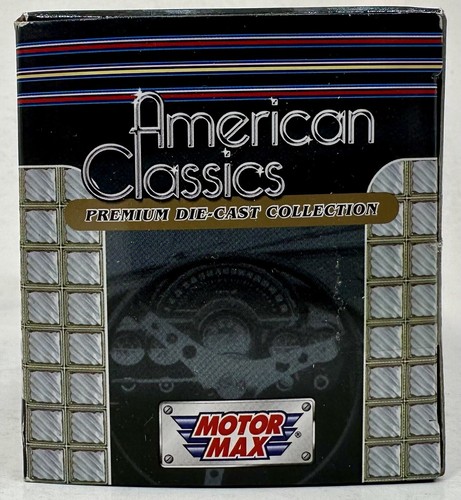 American
Classics
PREMIUM DIE-CAST COLLECTION
MOTOR
MAX®